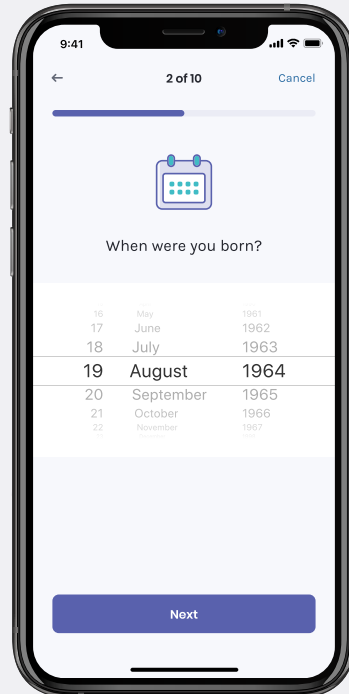 9:41
2 of 10 Cancel
When were you born?
16 May 1961
17 June 1962
18 July 1963
19 August 1964
20 September 1965
21 October 1966
22 November 1967
Next